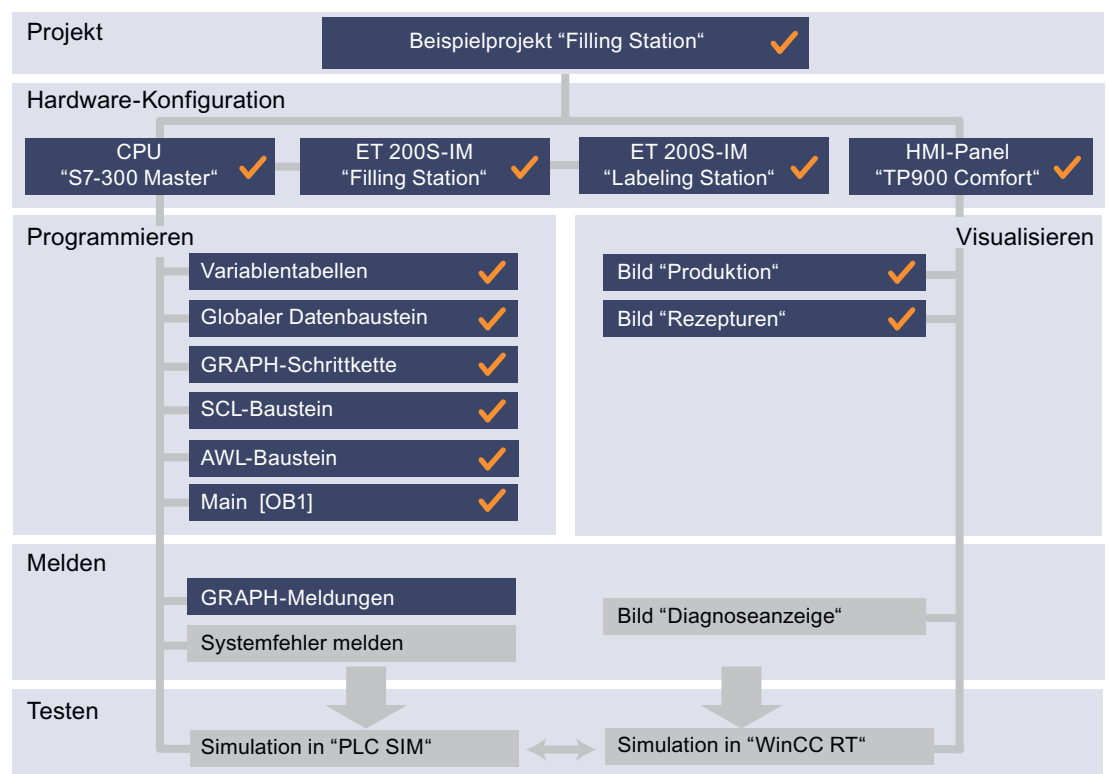 Projekt
Beispielprojekt “Filling Station“
Hardware-Konfiguration
CPU
“S7-300 Master“
ET 200S-IM
“Filling Station“
ET 200S-IM
“Labeling Station“
HMI-Panel
“TP900 Comfort“
Programmieren
Variablentabellen
Globaler Datenbaustein
GRAPH-Schrittkette
SCL-Baustein
AWL-Baustein
Main [OB1]
Visualisieren
Bild “Produktion“
Bild “Rezepturen“
Melden
GRAPH-Meldungen
Systemfehler melden
Bild “Diagnoseanzeige“
Testen
Simulation in “PLC SIM“
Simulation in “WinCC RT“